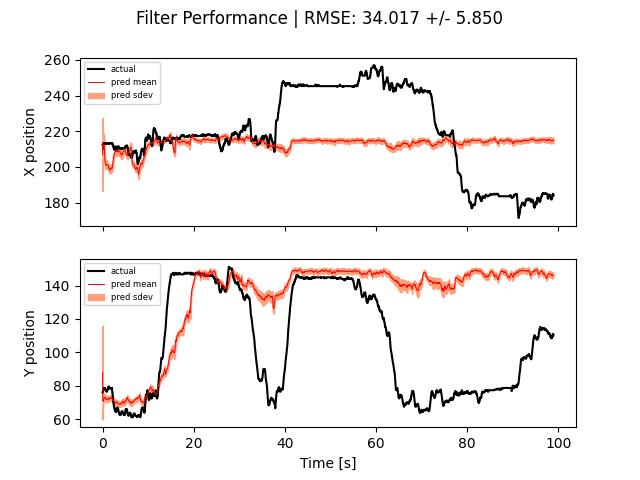 Filter Performance | RMSE: 34.017 +/- 5.850
260
240
220
200
180
X position
actual
pred mean
pred sdev
140
120
100
80
60
Y position
actual
pred mean
pred sdev
0 20 40 60 80 100
Time [s]